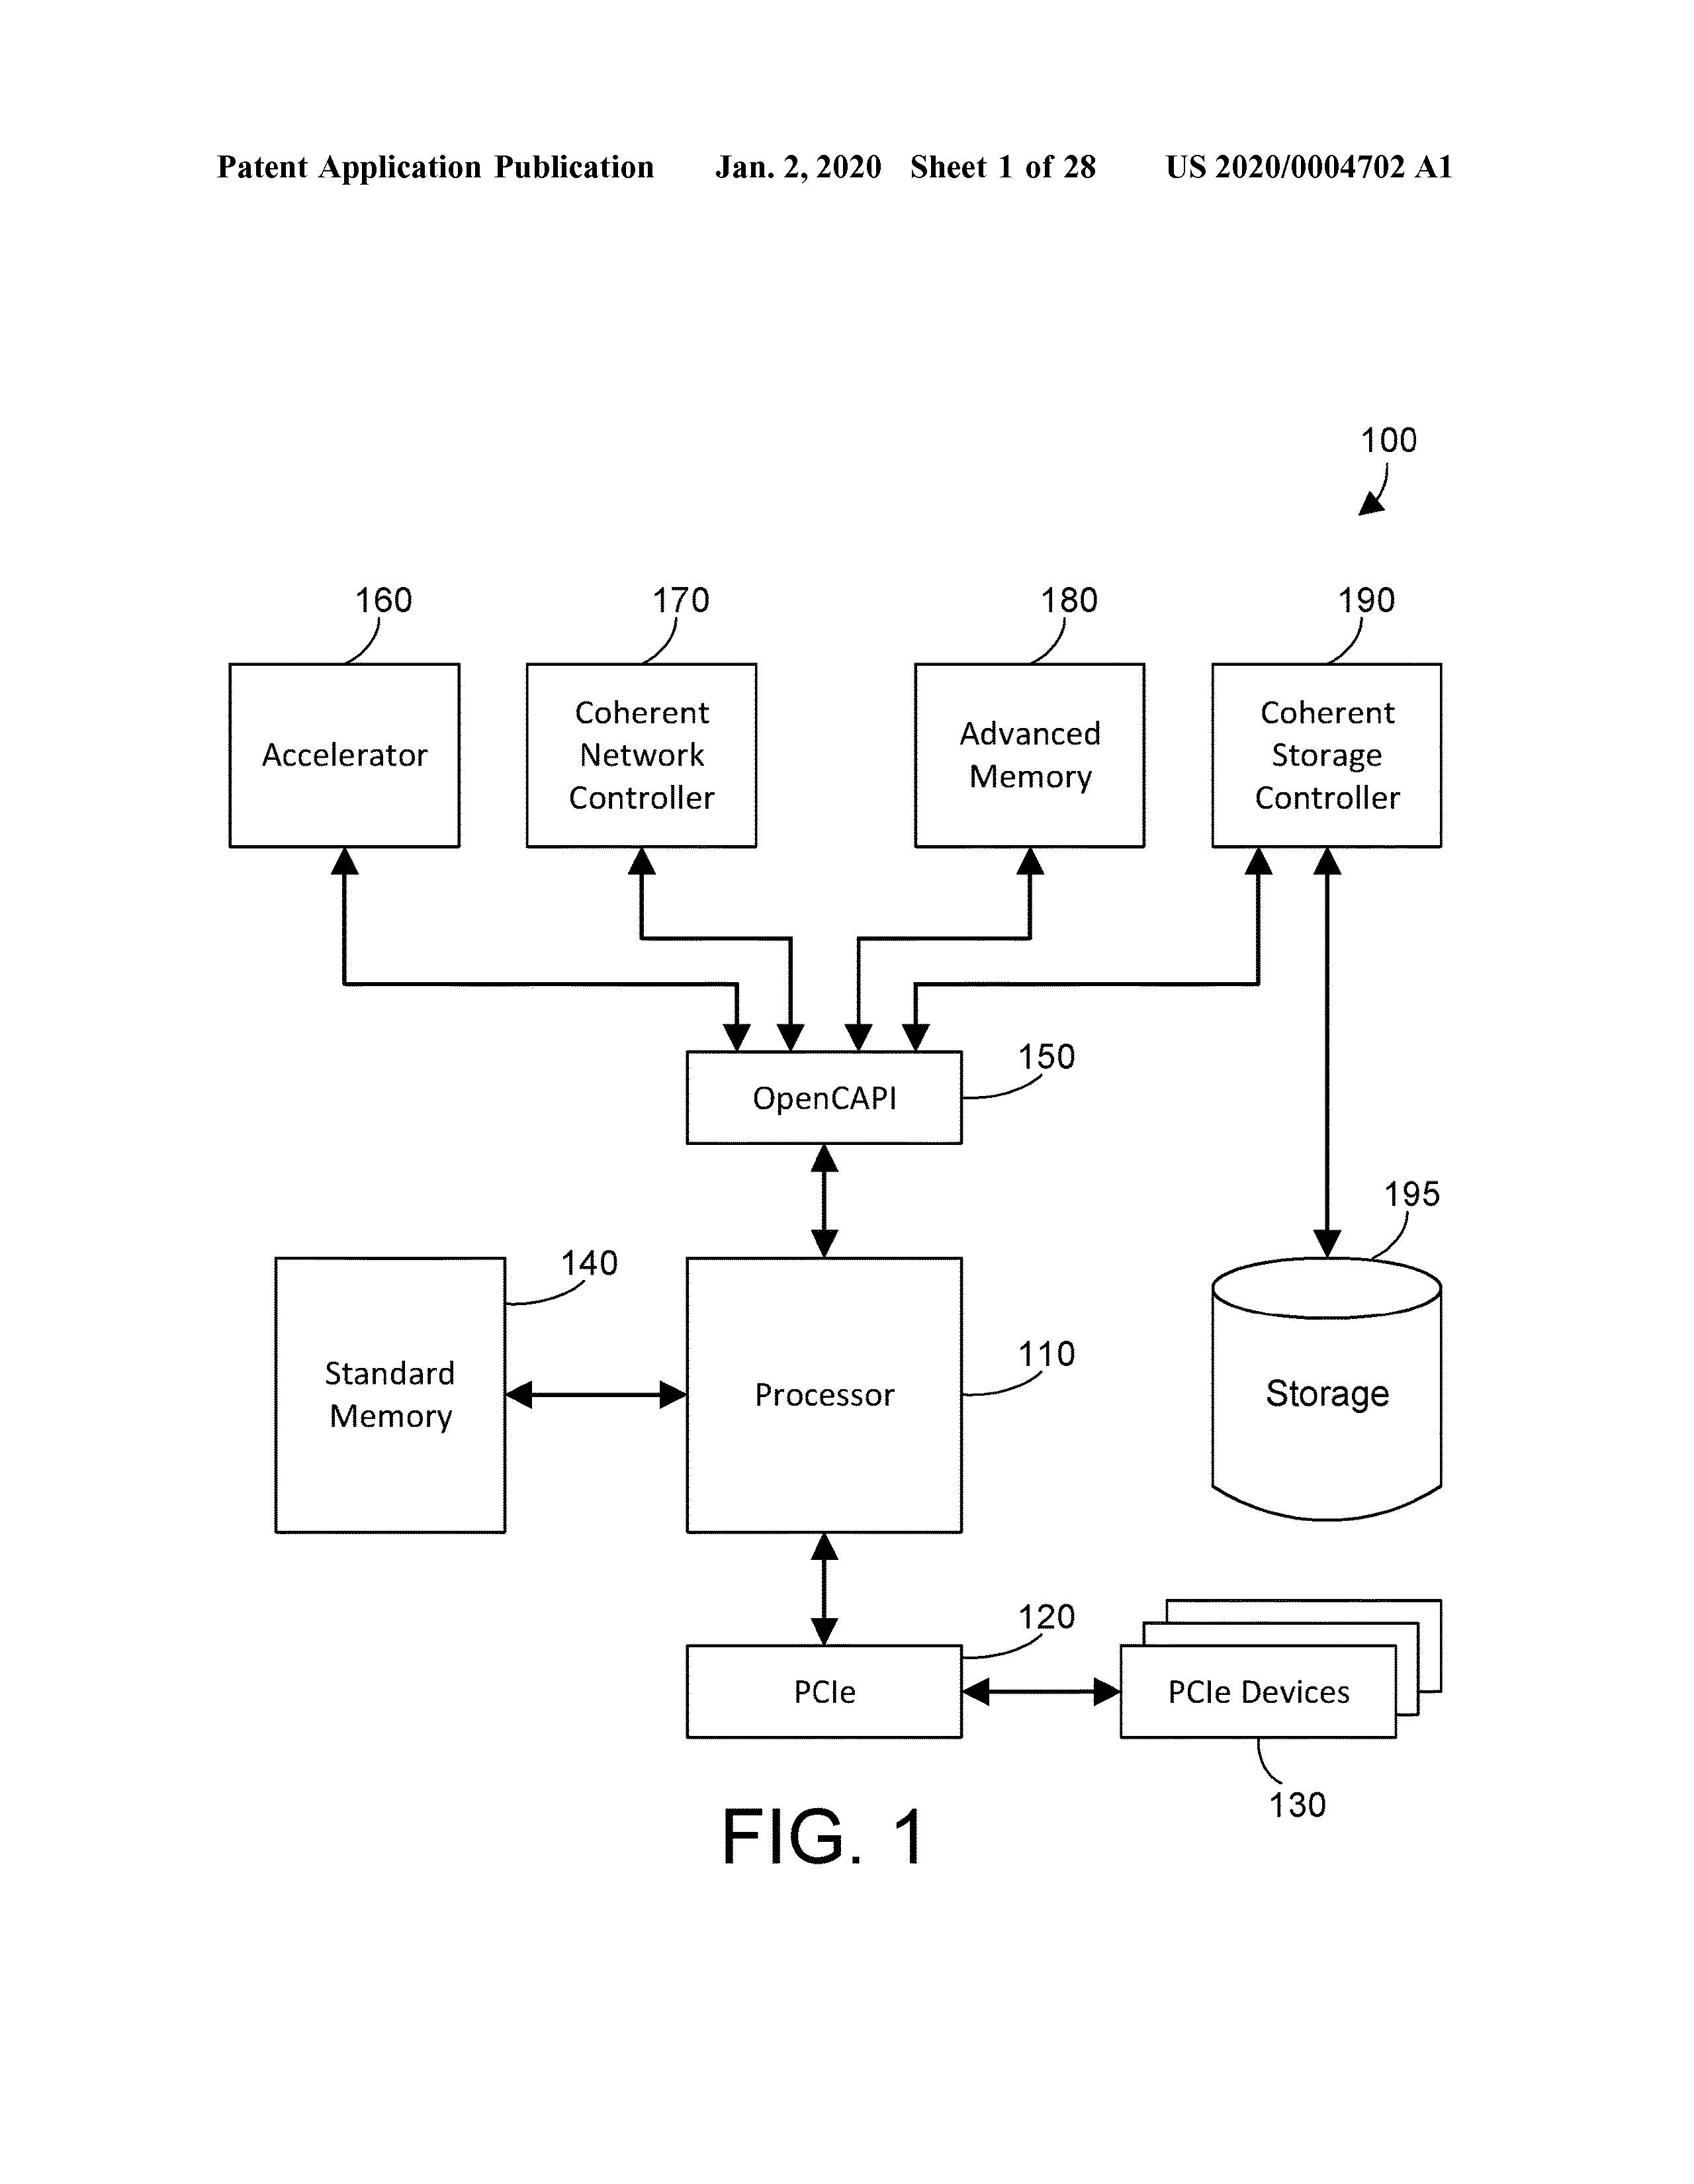 Patent Application Publication Jan. 2, 2020 Sheet 1 of 28 US 2020/0004702 A1
100
160
170
180
190
Accelerator
Coherent
Network
Controller
Advanced
Memory
Coherent
Storage
Controller
150
OpenCAPI
195
140
Standard
Memory
110
Processor
Storage
120
PCIe
PCIe Devices
130
FIG. 1